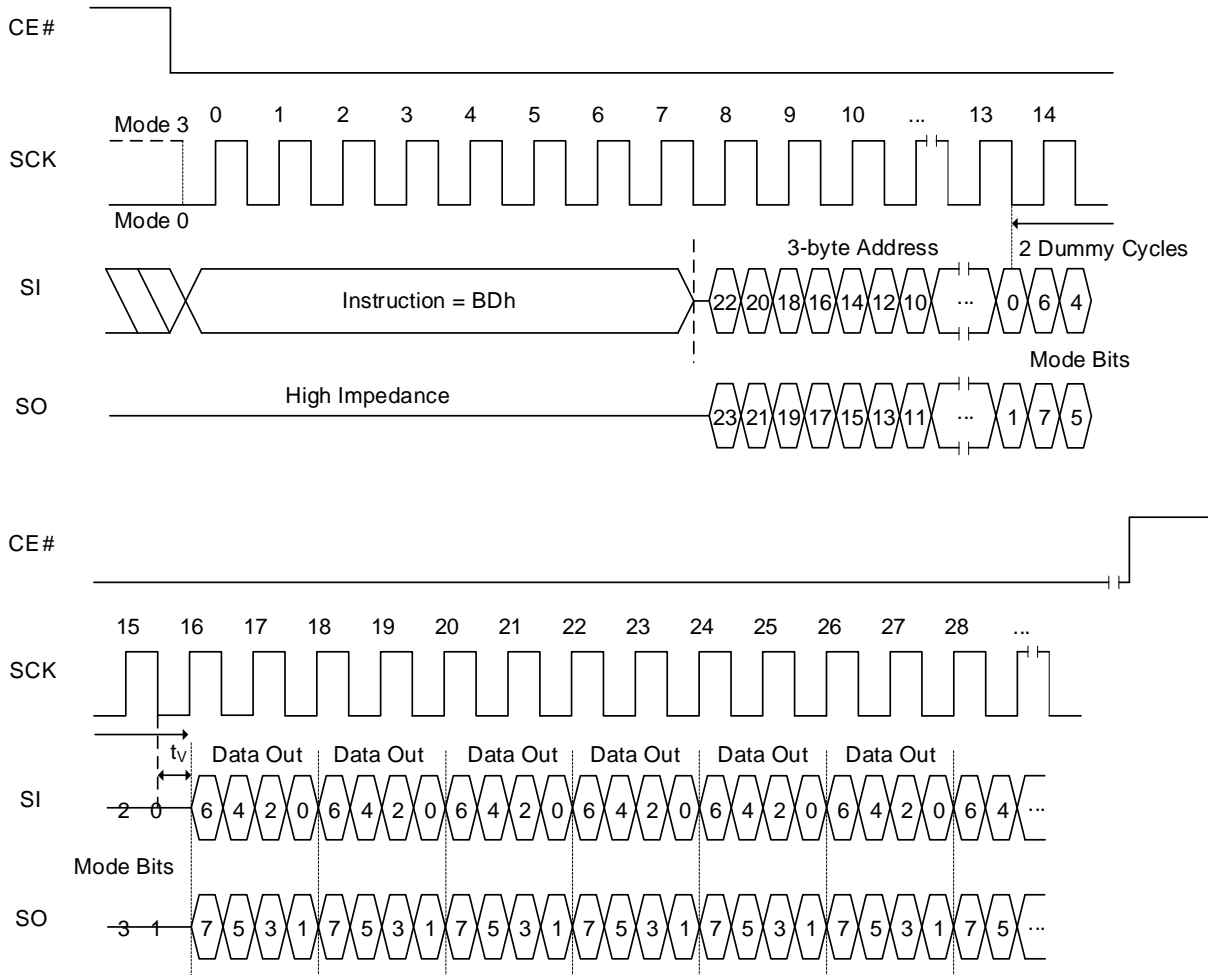 CE#
0 1 2 3 4 5 6 7 8 9 10 ... 13 14
Mode 3
SCK
Mode 0
3-byte Address 2 Dummy Cycles
SI Instruction = BDh 22 20 18 16 14 12 10 ... 0 6 4
Mode Bits
High Impedance
SO 23 21 19 17 15 13 11 ... 1 7 5
CE#
15 16 17 18 19 20 21 22 23 24 25 26 27 28 ...
SCK
tV Data Out Data Out Data Out Data Out Data Out Data Out
SI 2 0 6 4 2 0 6 4 2 0 6 4 2 0 6 4 2 0 6 4 2 0 6 4 2 0 6 4 ...
Mode Bits
SO 3 1 7 5 3 1 7 5 3 1 7 5 3 1 7 5 3 1 7 5 3 1 7 5 3 1 7 5 ...